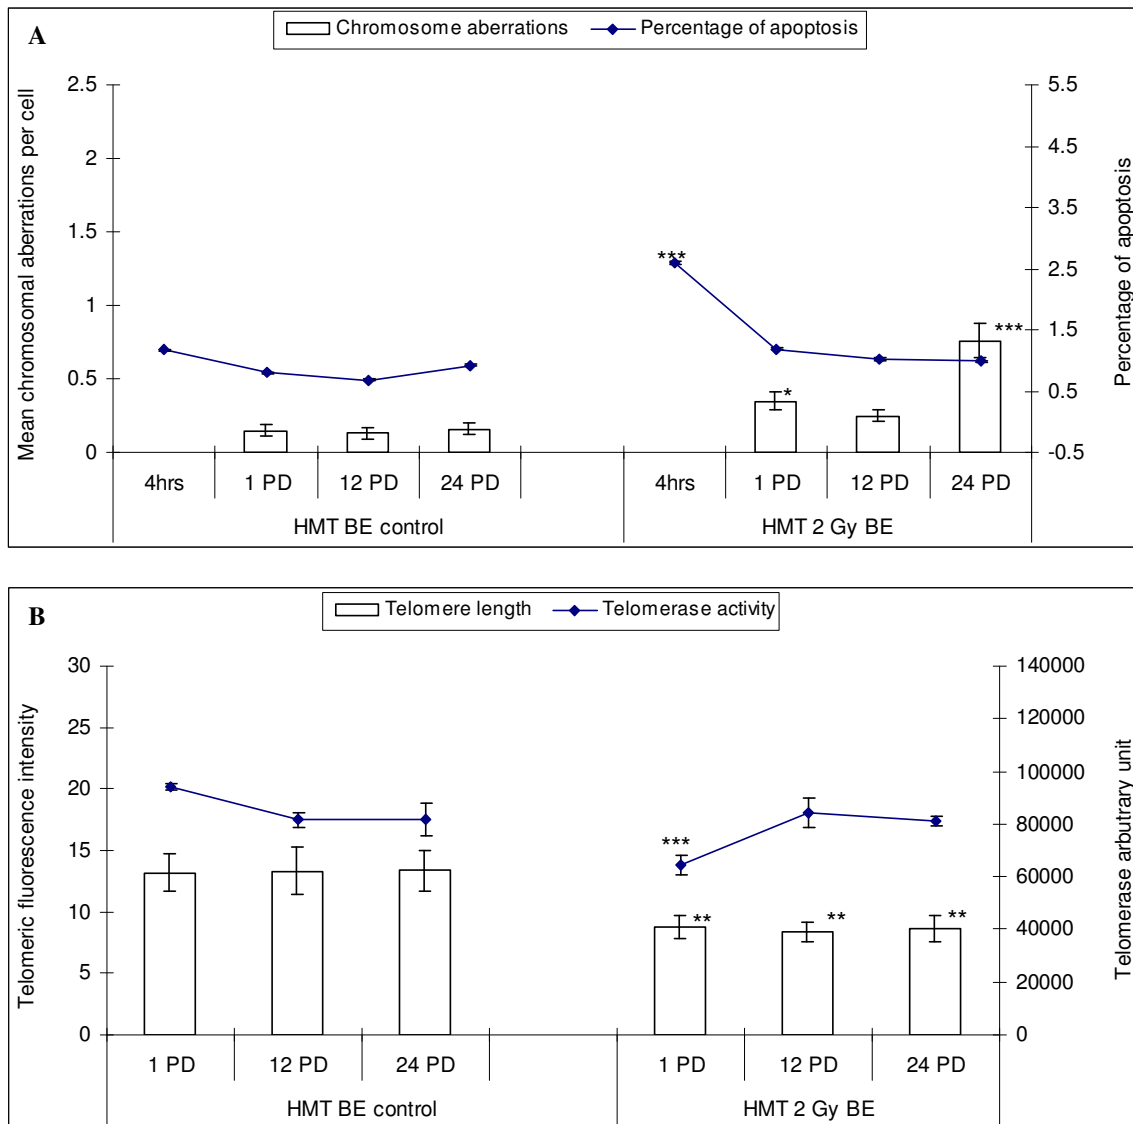 A
Chromosome aberrations
Percentage of apoptosis
Mean chromosomal aberrations per cell
2.5
2
1.5
1
0.5
0
5.5
4.5
3.5
2.5
1.5
0.5
-0.5
Percentage of apoptosis
***
*
***
4hrs 1 PD 12 PD 24 PD 4hrs 1 PD 12 PD 24 PD
HMT BE control HMT 2 Gy BE
B
Telomere length
Telomerase activity
Telomeric fluorescence intensity
30
25
20
15
10
5
0
140000
120000
100000
80000
60000
40000
20000
0
Telomerase arbutrary unit
***
**
**
**
1 PD 12 PD 24 PD 1 PD 12 PD 24 PD
HMT BE control HMT 2 Gy BE